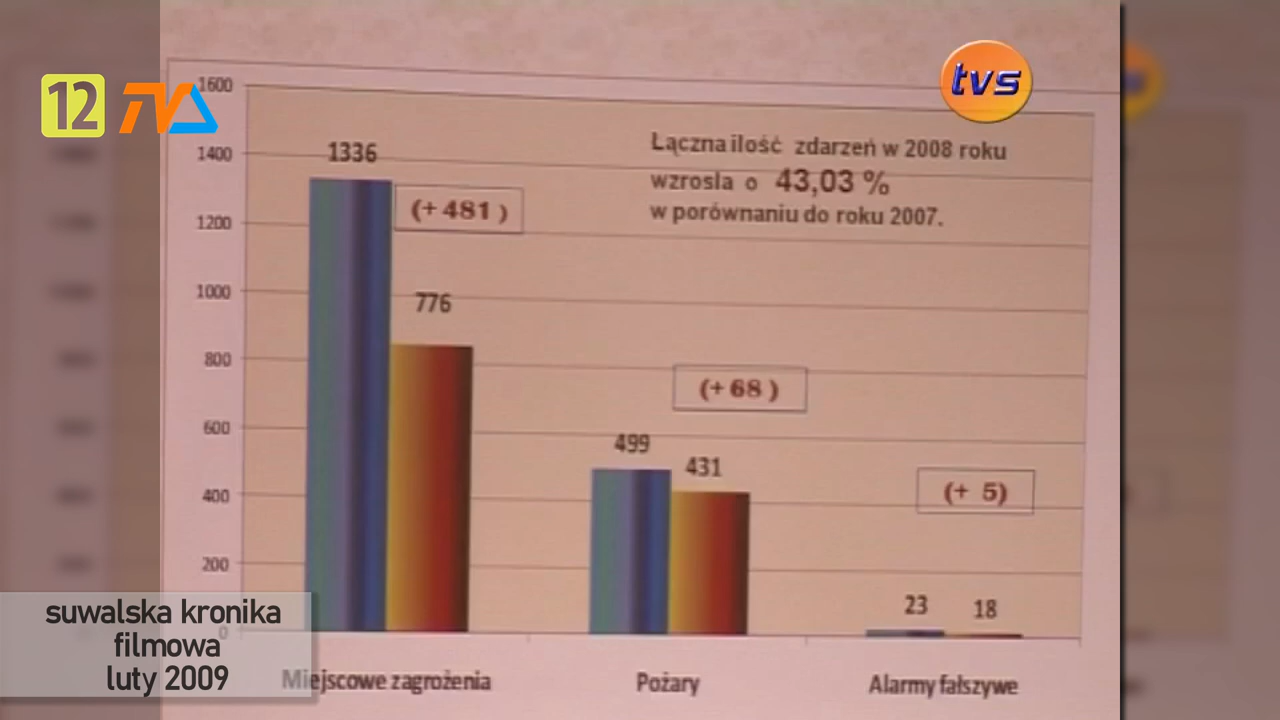 12 TVA
tvs
1600
1400
1200
1000
800
600
400
200
0
1336
(+ 481 )
776
Łączna ilość zdarzeń w 2008 roku
wzrosla o 43,03 %
w porównaniu do roku 2007.
499
431
(+ 68 )
23
18
(+ 5)
Miejscowe zagrożenia
Pożary
Alarmy fałszywe
suwalska kronika
filmowa
luty 2009